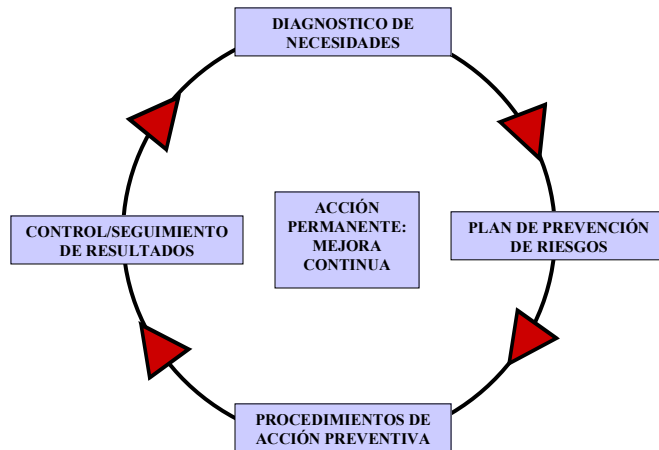 DIAGNOSTICO DE
NECESIDADES
ACCIÓN
PERMANENTE:
MEJORA
CONTINUA
CONTROL/SEGUIMIENTO
DE RESULTADOS
PLAN DE PREVENCIÓN
DE RIESGOS
PROCEDIMIENTOS DE
ACCIÓN PREVENTIVA